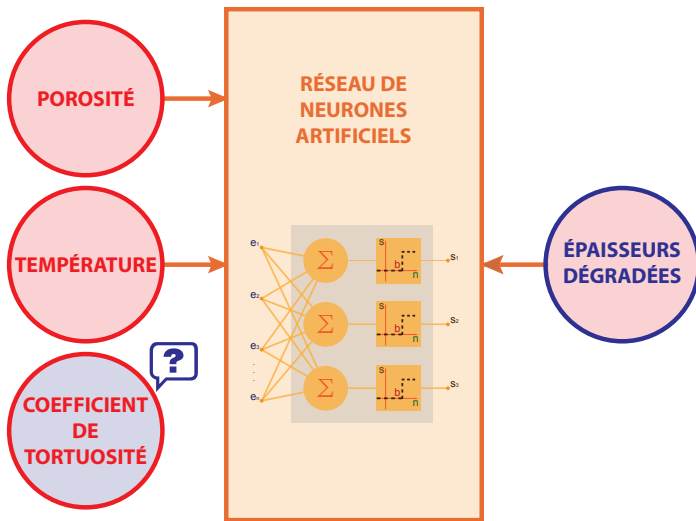 POROSITÉ
TEMPÉRATURE
?
COEFFICIENT
DE
TORTUOSITÉ
RÉSEAU DE
NEURONES
ARTIFICIELS
e₁
e₂
e₃
. . .
eₙ
Σ
Σ
Σ
s
b
n
s₁
s
b
n
s₂
s
b
n
s₃
ÉPAISSEURS
DÉGRADÉES